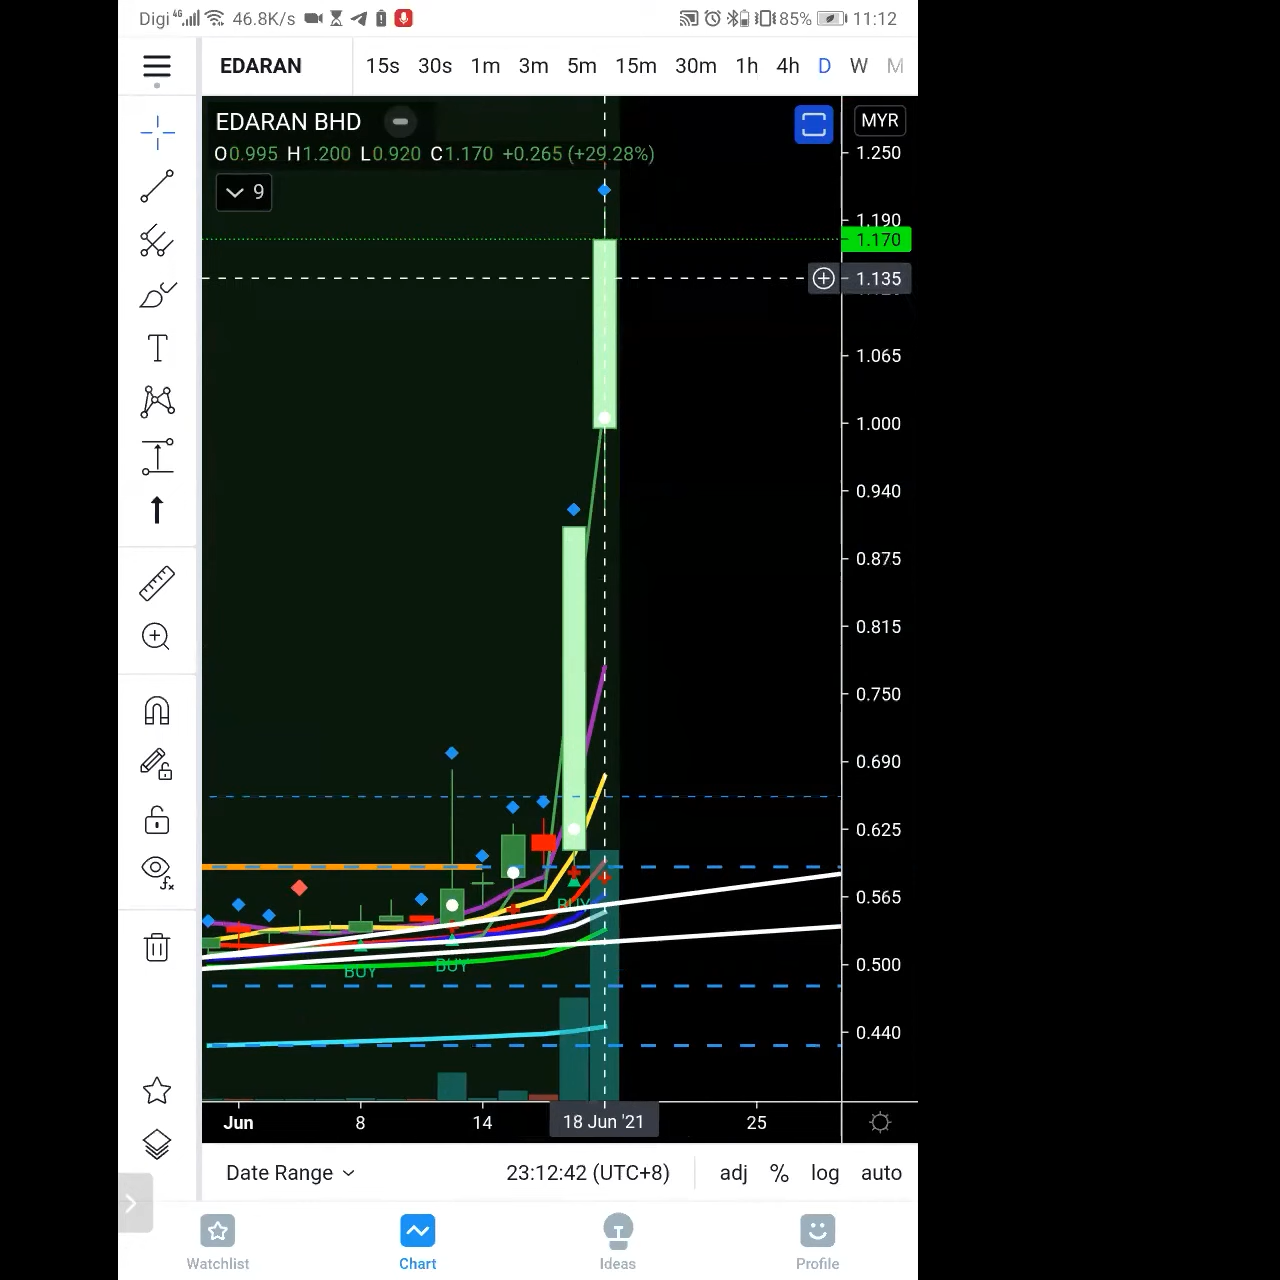 Digi 4G 46.8K/s 85% 11:12
EDARAN 15s 30s 1m 3m 5m 15m 30m 1h 4h D W M
EDARAN BHD
MYR
O0.995 H1.200 L0.920 C1.170 +0.265 (+29.28%)
9
1.250
1.190
1.170
1.135
1.065
1.000
0.940
0.875
0.815
0.750
0.690
0.625
0.565
0.500
0.440
BUY
BUY
BUY
Jun 8 14 18 Jun '21 25
Date Range 23:12:42 (UTC+8) adj % log auto
Watchlist Chart Ideas Profile